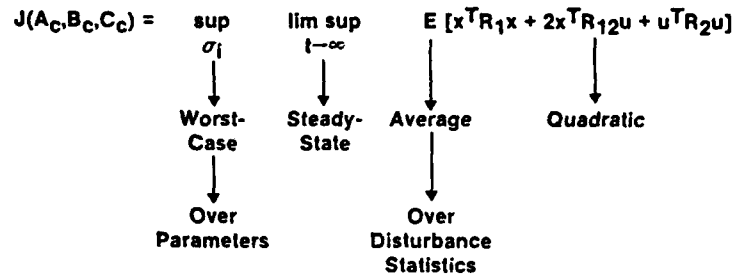 J(A_C,B_C,C_C) = sup lim sup E [x^T R_1 x + 2x^T R_12 u + u^T R_2 u]
σ_i t→∞
Worst- Steady- Average Quadratic
Case State
Over Over
Parameters Disturbance
Statistics